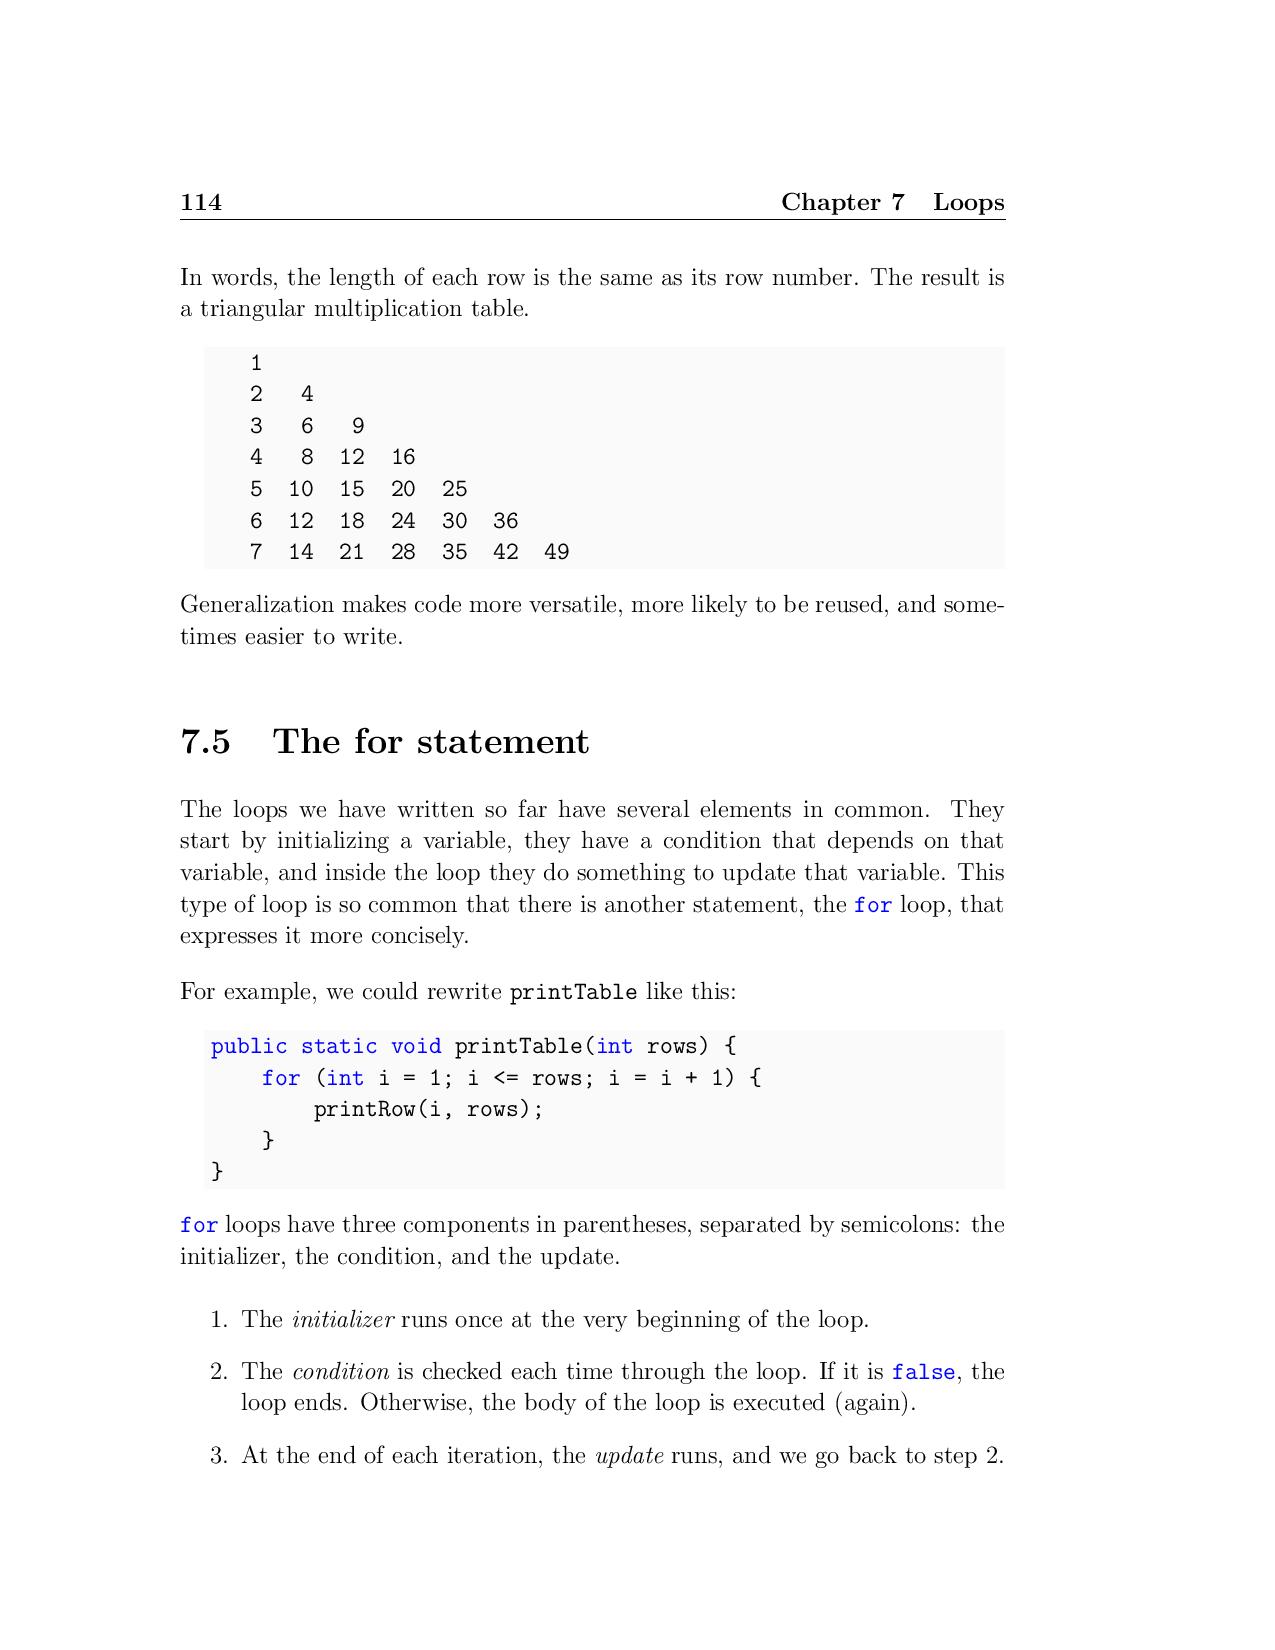 114 Chapter 7 Loops
In words, the length of each row is the same as its row number. The result is
a triangular multiplication table.
1
2 4
3 6 9
4 8 12 16
5 10 15 20 25
6 12 18 24 30 36
7 14 21 28 35 42 49
Generalization makes code more versatile, more likely to be reused, and some-
times easier to write.
7.5 The for statement
The loops we have written so far have several elements in common. They
start by initializing a variable, they have a condition that depends on that
variable, and inside the loop they do something to update that variable. This
type of loop is so common that there is another statement, the for loop, that
expresses it more concisely.
For example, we could rewrite printTable like this:
public static void printTable(int rows) {
    for (int i = 1; i <= rows; i = i + 1) {
        printRow(i, rows);
    }
}
for loops have three components in parentheses, separated by semicolons: the
initializer, the condition, and the update.
1. The initializer runs once at the very beginning of the loop.
2. The condition is checked each time through the loop. If it is false, the
loop ends. Otherwise, the body of the loop is executed (again).
3. At the end of each iteration, the update runs, and we go back to step 2.